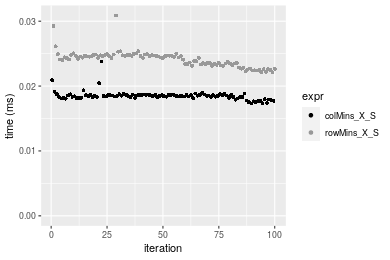 0.03
0.02
0.01
0.00
time (ms)
0 25 50 75 100
iteration
expr
colMins_X_S
rowMins_X_S